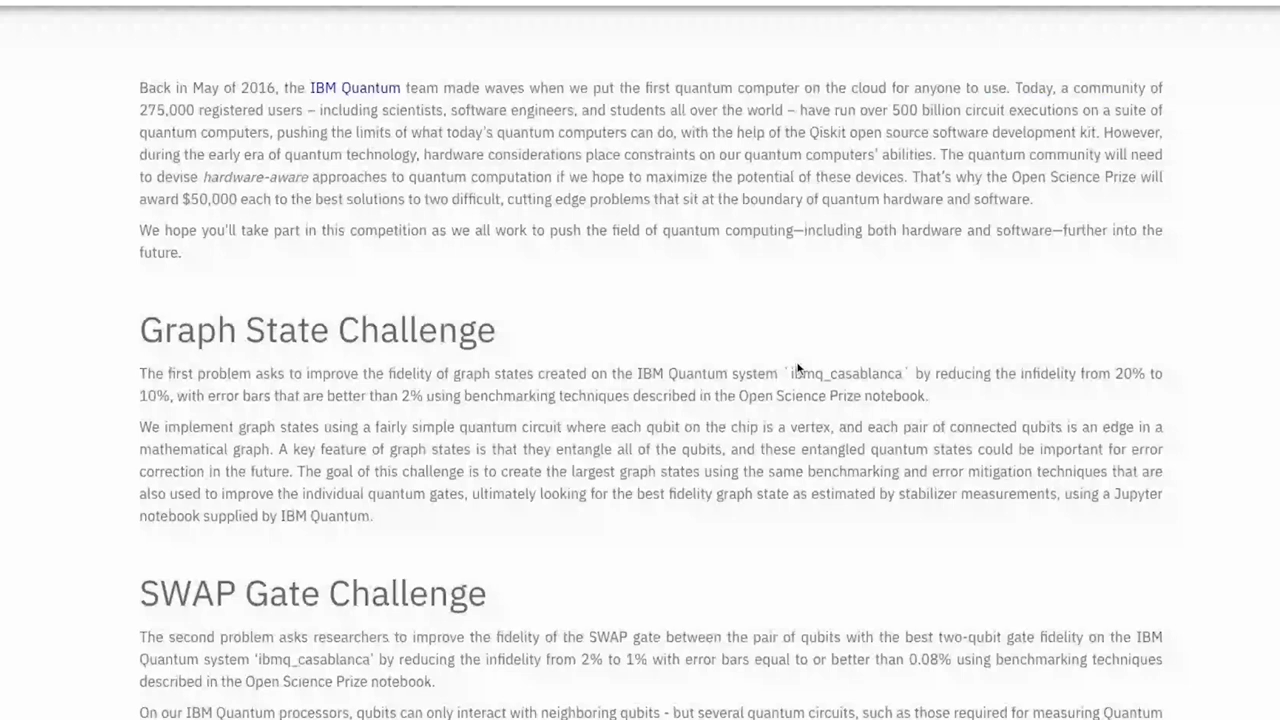 Back in May of 2016, the IBM Quantum team made waves when we put the first quantum computer on the cloud for anyone to use. Today, a community of
275,000 registered users – including scientists, software engineers, and students all over the world – have run over 500 billion circuit executions on a suite of
quantum computers, pushing the limits of what today's quantum computers can do, with the help of the Qiskit open source software development kit. However,
during the early era of quantum technology, hardware considerations place constraints on our quantum computers' abilities. The quantum community will need
to devise hardware-aware approaches to quantum computation if we hope to maximize the potential of these devices. That's why the Open Science Prize will
award $50,000 each to the best solutions to two difficult, cutting edge problems that sit at the boundary of quantum hardware and software.
We hope you'll take part in this competition as we all work to push the field of quantum computing—including both hardware and software—further into the
future.
Graph State Challenge
The first problem asks to improve the fidelity of graph states created on the IBM Quantum system `ibmq_casablanca` by reducing the infidelity from 20% to
10%, with error bars that are better than 2% using benchmarking techniques described in the Open Science Prize notebook.
We implement graph states using a fairly simple quantum circuit where each qubit on the chip is a vertex, and each pair of connected qubits is an edge in a
mathematical graph. A key feature of graph states is that they entangle all of the qubits, and these entangled quantum states could be important for error
correction in the future. The goal of this challenge is to create the largest graph states using the same benchmarking and error mitigation techniques that are
also used to improve the individual quantum gates, ultimately looking for the best fidelity graph state as estimated by stabilizer measurements, using a Jupyter
notebook supplied by IBM Quantum.
SWAP Gate Challenge
The second problem asks researchers to improve the fidelity of the SWAP gate between the pair of qubits with the best two-qubit gate fidelity on the IBM
Quantum system 'ibmq_casablanca' by reducing the infidelity from 2% to 1% with error bars equal to or better than 0.08% using benchmarking techniques
described in the Open Science Prize notebook.
On our IBM Quantum processors, qubits can only interact with neighboring qubits - but several quantum circuits, such as those required for measuring Quantum